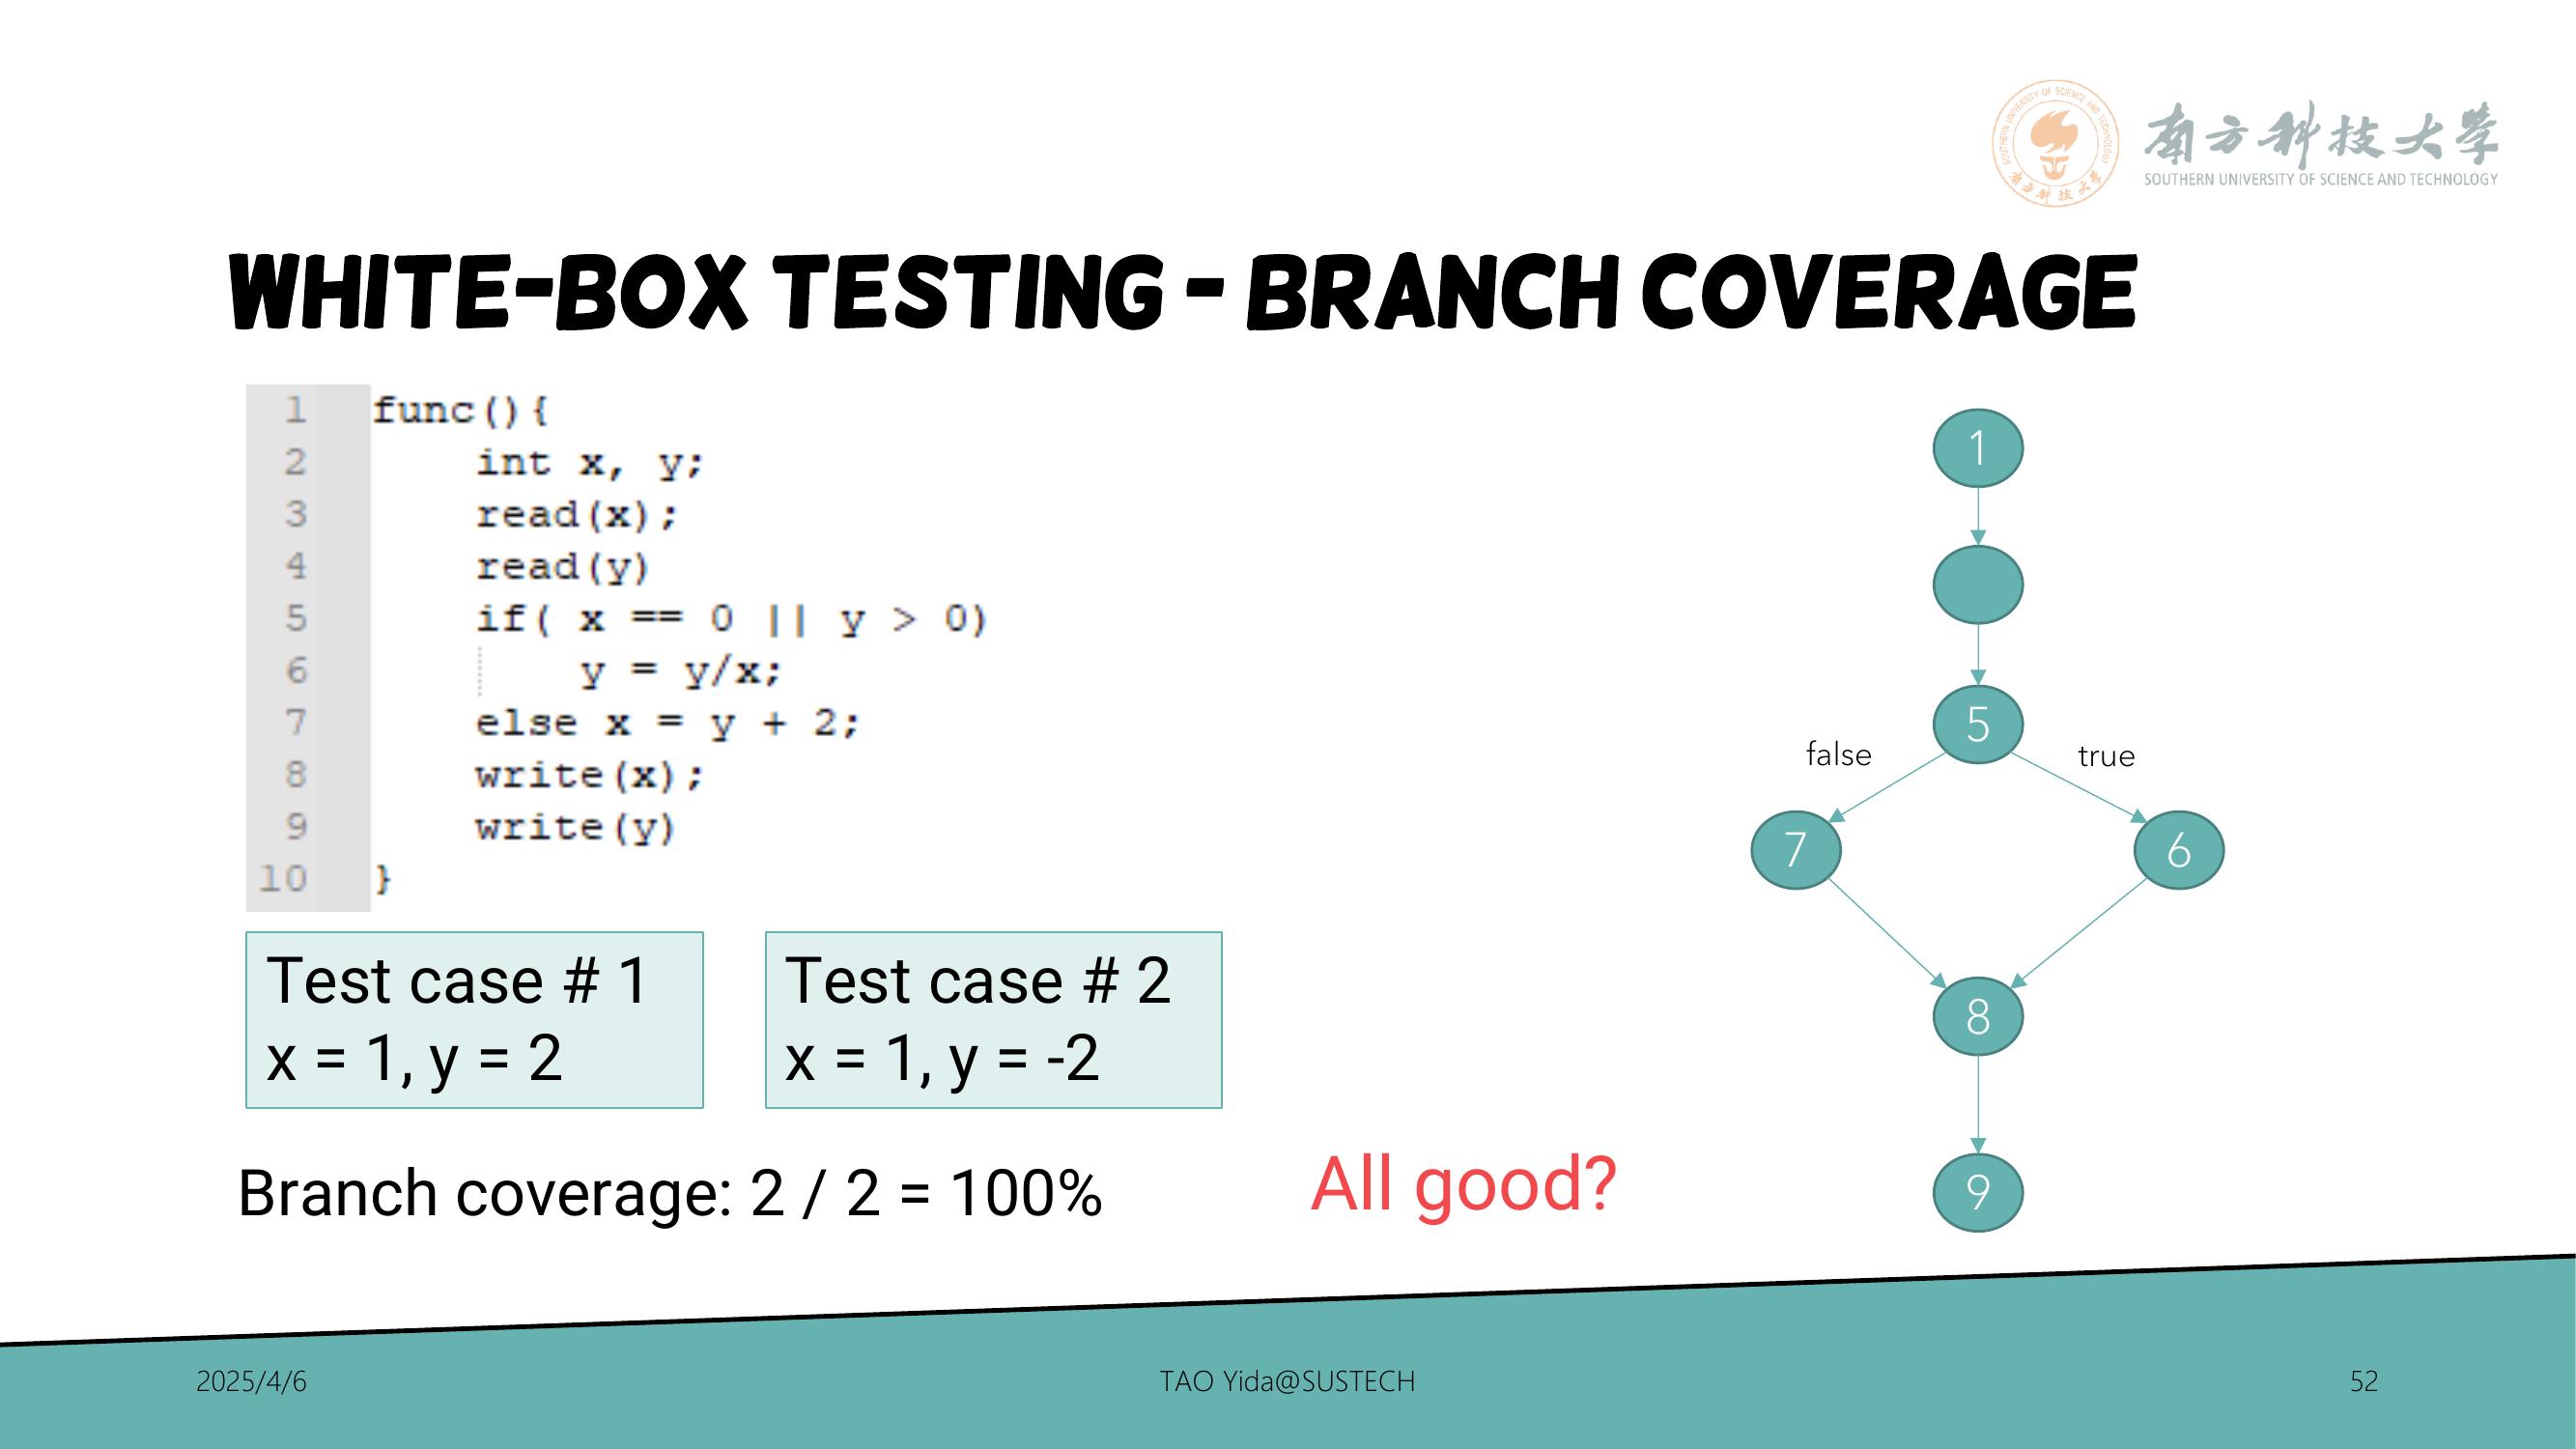 南方科技大学
SOUTHERN UNIVERSITY OF SCIENCE AND TECHNOLOGY
WHITE-BOX TESTING - BRANCH COVERAGE
1 func(){
2 int x, y;
3 read(x);
4 read(y)
5 if( x == 0 || y > 0)
6 y = y/x;
7 else x = y + 2;
8 write(x);
9 write(y)
10 }
1
5
false
true
7
6
8
9
Test case # 1
x = 1, y = 2
Test case # 2
x = 1, y = -2
Branch coverage: 2 / 2 = 100%
All good?
2025/4/6
TAO Yida@SUSTECH
52